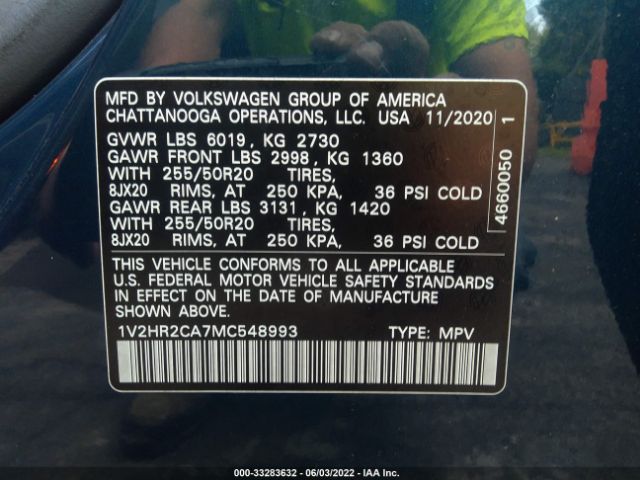 MFD BY VOLKSWAGEN GROUP OF AMERICA
CHATTANOOGA OPERATIONS, LLC. USA 11/2020
GVWR LBS 6019, KG 2730
GAWR FRONT LBS 2998, KG 1360
WITH 255/50R20 TIRES,
8JX20 RIMS, AT 250 KPA, 36 PSI COLD
GAWR REAR LBS 3131, KG 1420
WITH 255/50R20 TIRES,
8JX20 RIMS, AT 250 KPA, 36 PSI COLD
4660050 1
THIS VEHICLE CONFORMS TO ALL APPLICABLE
U.S. FEDERAL MOTOR VEHICLE SAFETY STANDARDS
IN EFFECT ON THE DATE OF MANUFACTURE
SHOWN ABOVE.
1V2HR2CA7MC548993 TYPE: MPV
000-33283632 - 06/03/2022 - IAAI.com